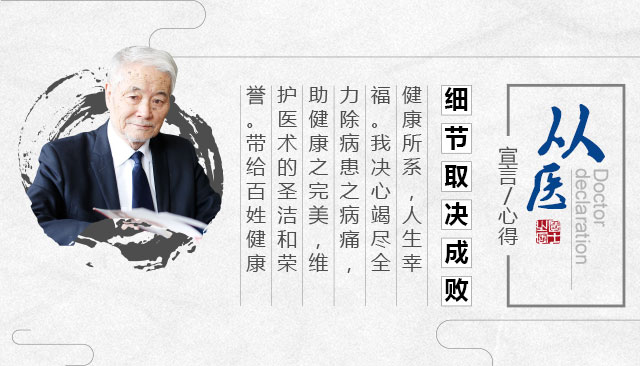 从医
Doctor
declaration
宣言/心得
细节取决成败
健康所系，人生幸
福。我决心竭尽全
力除病患之病痛，
助健康之完美，维
护医术的圣洁和荣
誉。带给百姓健康